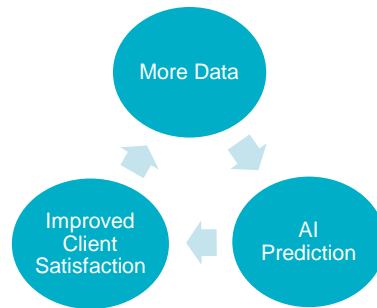 More Data
Improved
Client
Satisfaction
AI
Prediction